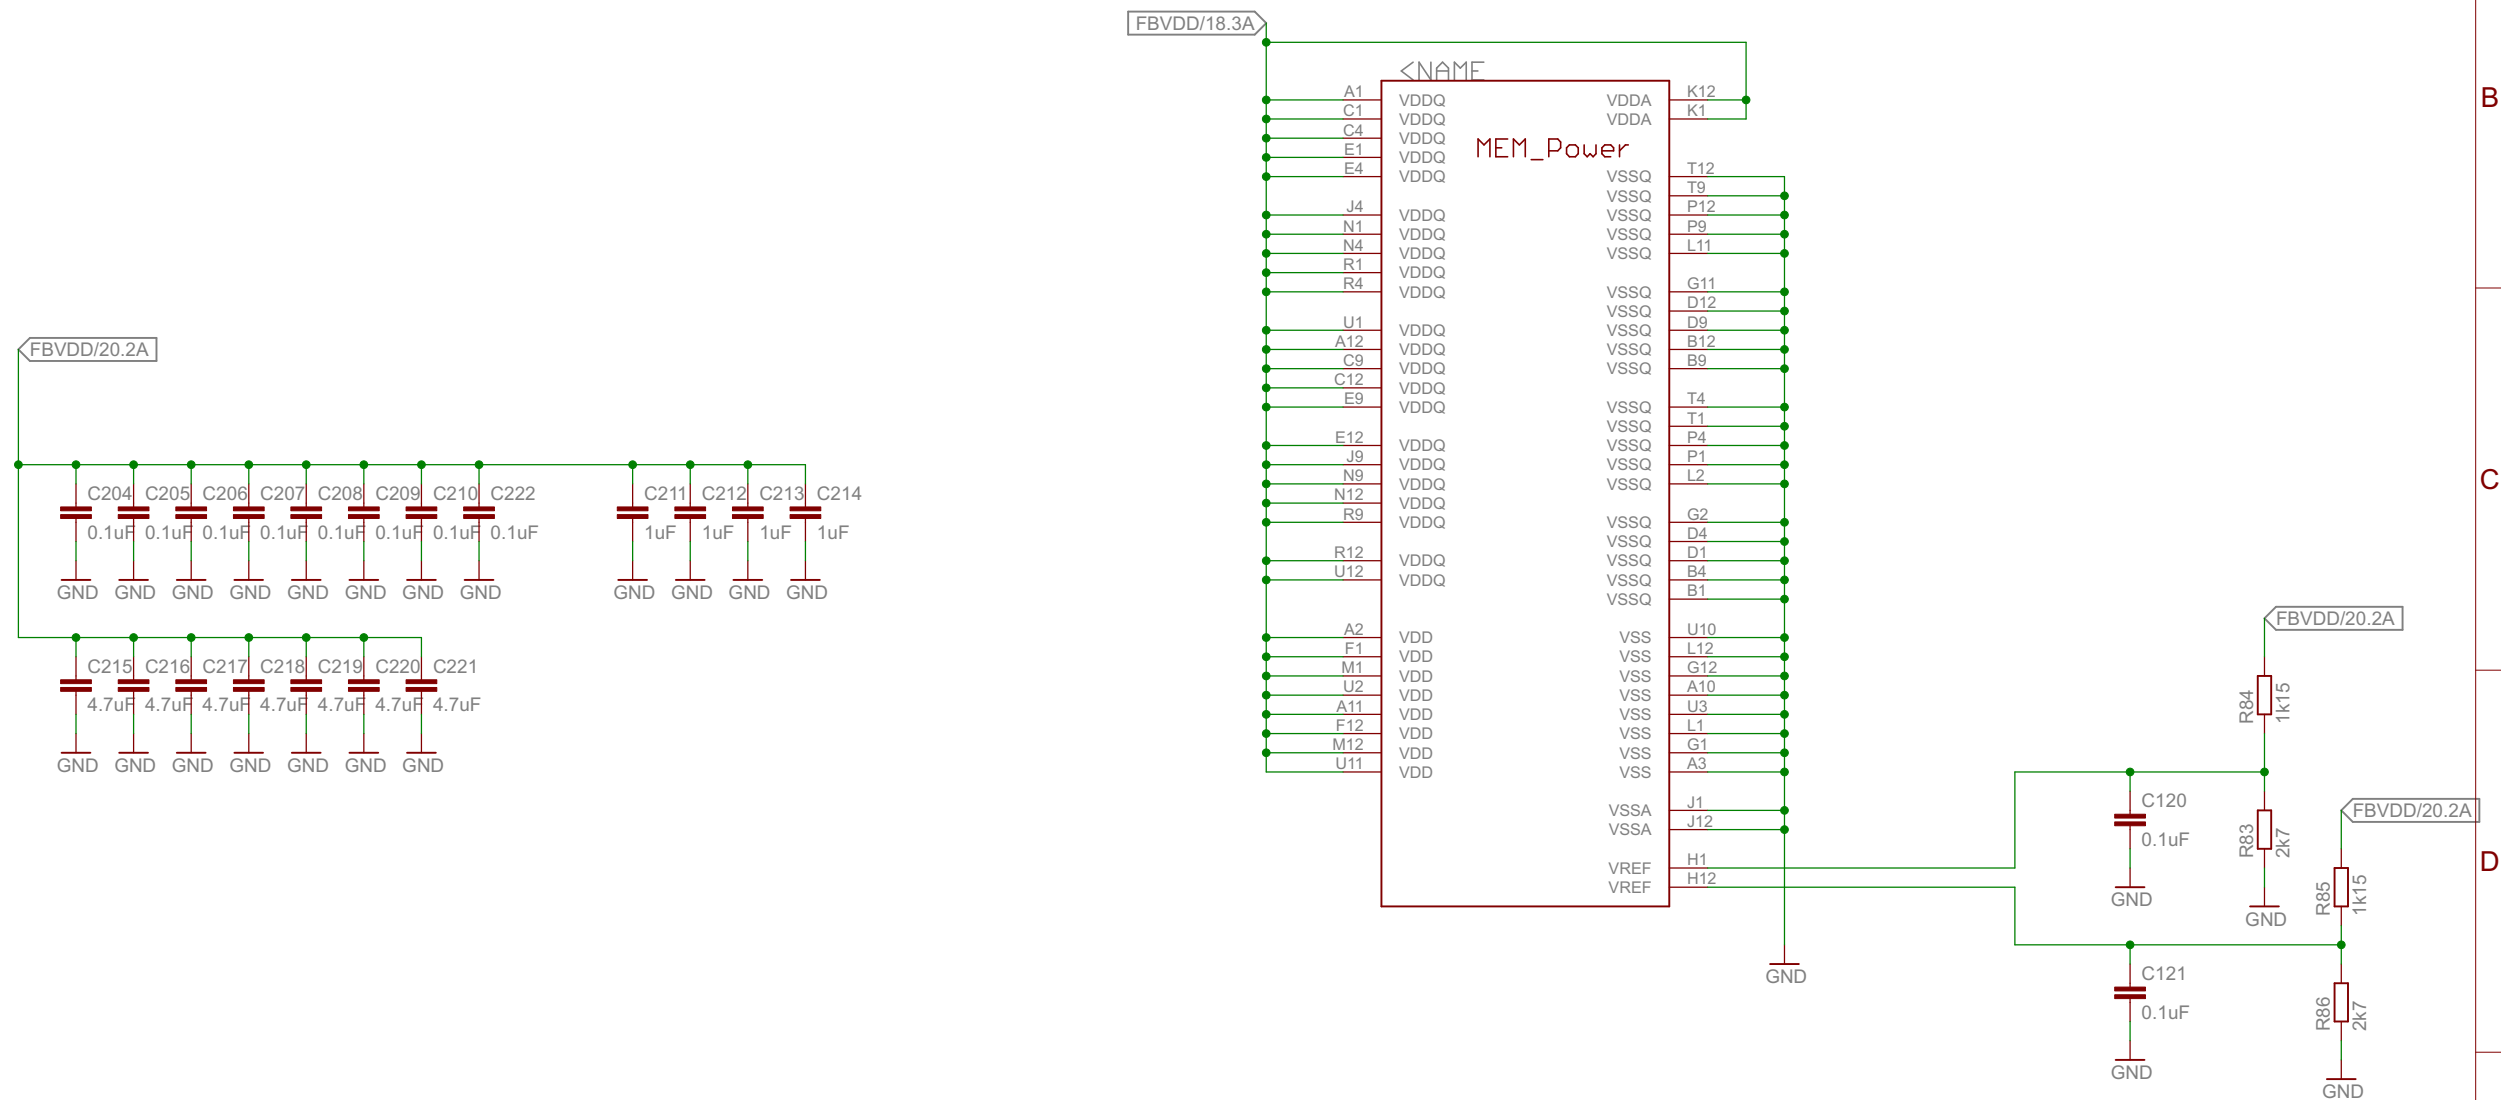 FBVDD/18.3A
<NAME
MEM_Power
A1 VDDQ VDDA K12
C1 VDDQ VDDA K1
C4 VDDQ
E1 VDDQ
E4 VDDQ VSSQ T12
VSSQ T9
J4 VDDQ VSSQ P12
N1 VDDQ VSSQ P9
N4 VDDQ VSSQ L11
R1 VDDQ
R4 VDDQ VSSQ G11
VSSQ D12
U1 VDDQ VSSQ D9
A12 VDDQ VSSQ B12
C9 VDDQ VSSQ B9
C12 VDDQ
E9 VDDQ VSSQ T4
VSSQ T1
E12 VDDQ VSSQ P4
J9 VDDQ VSSQ P1
N9 VDDQ VSSQ L2
N12 VDDQ
R9 VDDQ VSSQ G2
VSSQ D4
R12 VDDQ VSSQ D1
U12 VDDQ VSSQ B4
VSSQ B1
A2 VDD VSS U10
F1 VDD VSS L12
M1 VDD VSS G12
U2 VDD VSS A10
A11 VDD VSS U3
F12 VDD VSS L1
M12 VDD VSS G1
U11 VDD VSS A3
VSSA J1
VSSA J12
VREF H1
VREF H12
GND
FBVDD/20.2A
C204 C205 C206 C207 C208 C209 C210 C222 C211 C212 C213 C214
0.1uF 0.1uF 0.1uF 0.1uF 0.1uF 0.1uF 0.1uF 0.1uF 1uF 1uF 1uF 1uF
GND GND GND GND GND GND GND GND GND GND GND GND
C215 C216 C217 C218 C219 C220 C221
4.7uF 4.7uF 4.7uF 4.7uF 4.7uF 4.7uF 4.7uF
GND GND GND GND GND GND GND
FBVDD/20.2A
R84
1k15
C120
0.1uF
GND
R83
2k7
GND
FBVDD/20.2A
R85
1k15
C121
0.1uF
GND
R86
2k7
GND
B
C
D